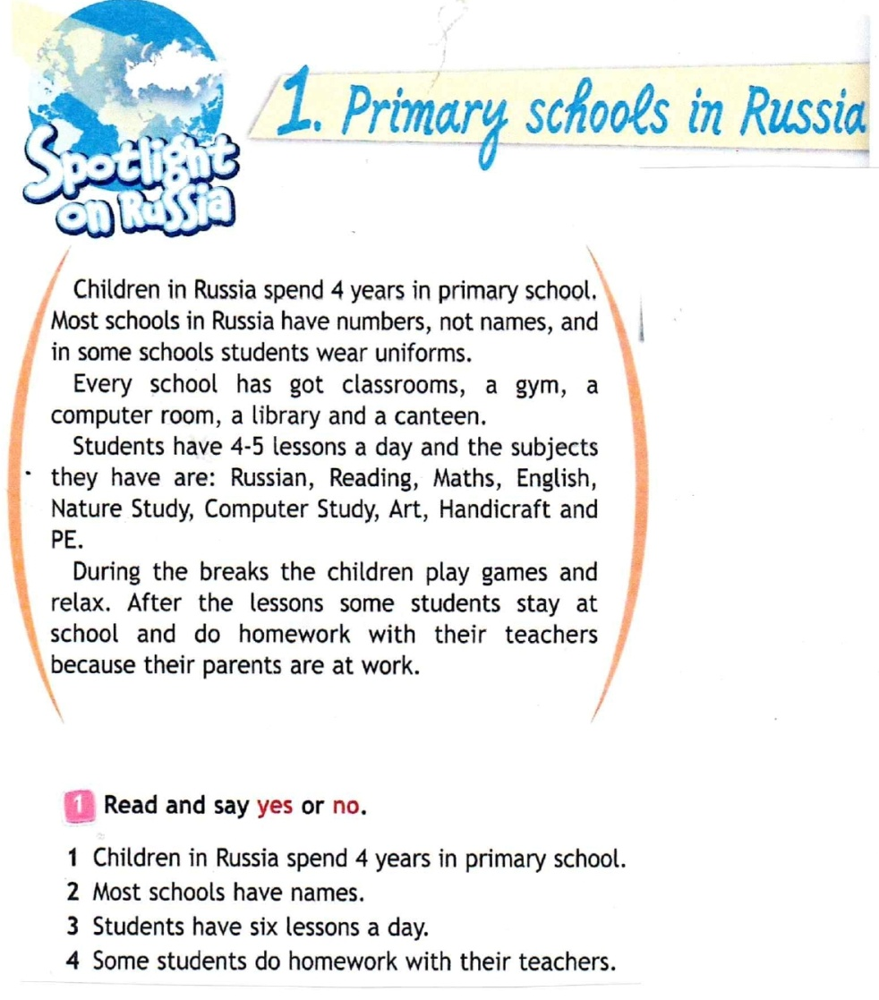 Spotlight
on Russia
1. Primary schools in Russia
Children in Russia spend 4 years in primary school.
Most schools in Russia have numbers, not names, and
in some schools students wear uniforms.
Every school has got classrooms, a gym, a
computer room, a library and a canteen.
Students have 4-5 lessons a day and the subjects
they have are: Russian, Reading, Maths, English,
Nature Study, Computer Study, Art, Handicraft and
PE.
During the breaks the children play games and
relax. After the lessons some students stay at
school and do homework with their teachers
because their parents are at work.
1 Read and say yes or no.
1 Children in Russia spend 4 years in primary school.
2 Most schools have names.
3 Students have six lessons a day.
4 Some students do homework with their teachers.